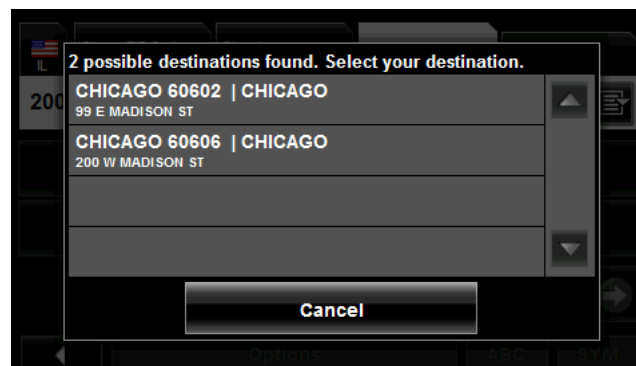 2 possible destinations found. Select your destination.
IL
200
CHICAGO 60602 | CHICAGO
99 E MADISON ST
CHICAGO 60606 | CHICAGO
200 W MADISON ST
Cancel
Options
ABC
SYM